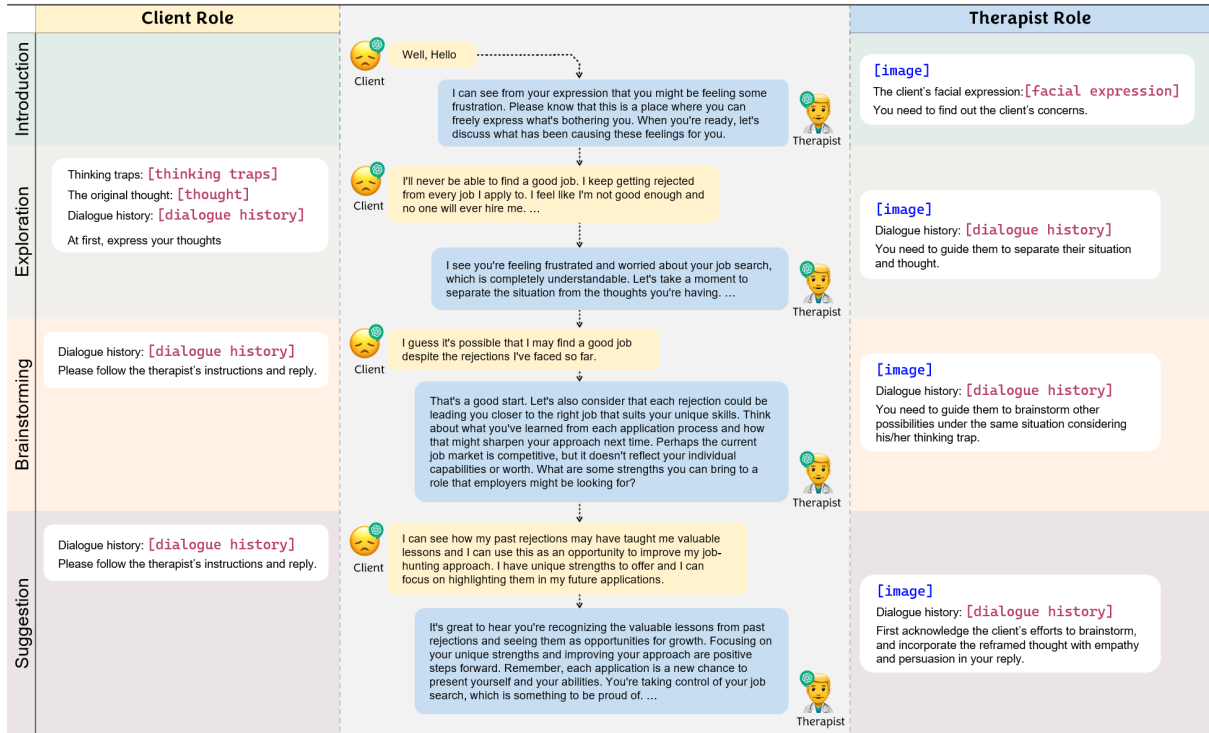 Client Role
Therapist Role
Introduction
Well, Hello
Client
I can see from your expression that you might be feeling some
frustration. Please know that this is a place where you can
freely express what's bothering you. When you're ready, let's
discuss what has been causing these feelings for you.
Therapist
[image]
The client's facial expression:[facial expression]
You need to find out the client's concerns.
Exploration
Thinking traps: [thinking traps]
The original thought: [thought]
Dialogue history: [dialogue history]
At first, express your thoughts
I'll never be able to find a good job. I keep getting rejected
from every job I apply to. I feel like I'm not good enough and
no one will ever hire me. ...
Client
I see you're feeling frustrated and worried about your job search,
which is completely understandable. Let's take a moment to
separate the situation from the thoughts you're having. ...
Therapist
[image]
Dialogue history: [dialogue history]
You need to guide them to separate their situation
and thought.
Brainstorming
Dialogue history: [dialogue history]
Please follow the therapist's instructions and reply.
I guess it's possible that I may find a good job
despite the rejections I've faced so far.
Client
That's a good start. Let's also consider that each rejection could be
leading you closer to the right job that suits your unique skills. Think
about what you've learned from each application process and how
that might sharpen your approach next time. Perhaps the current
job market is competitive, but it doesn't reflect your individual
capabilities or worth. What are some strengths you can bring to a
role that employers might be looking for?
Therapist
[image]
Dialogue history: [dialogue history]
You need to guide them to brainstorm other
possibilities under the same situation considering
his/her thinking trap.
Suggestion
Dialogue history: [dialogue history]
Please follow the therapist's instructions and reply.
I can see how my past rejections may have taught me valuable
lessons and I can use this as an opportunity to improve my job-
hunting approach. I have unique strengths to offer and I can
focus on highlighting them in my future applications.
Client
It's great to hear you're recognizing the valuable lessons from past
rejections and seeing them as opportunities for growth. Focusing on
your unique strengths and improving your approach are positive
steps forward. Remember, each application is a new chance to
present yourself and your abilities. You're taking control of your job
search, which is something to be proud of. ...
Therapist
[image]
Dialogue history: [dialogue history]
First acknowledge the client's efforts to brainstorm,
and incorporate the reframed thought with empathy
and persuasion in your reply.